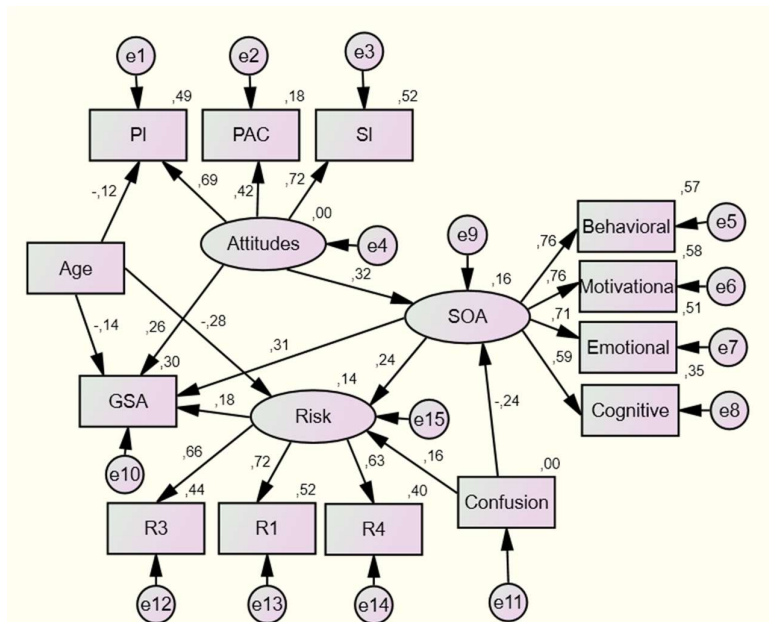 e1
e2
e3
,49
,18
,52
PI
PAC
SI
-,12
,69
,42
,72
,00
Attitudes
e4
e9
,57
Behavioral
e5
Age
,32
,16
,76
,58
,76
Motivationa
e6
SOA
,71
,51
Emotional
e7
-,14
,26
-,28
,31
,59
,30
,24
,35
Cognitive
e8
GSA
,18
,14
Risk
e15
-,24
e10
,66
,72
,63
,16
,00
,44
,52
,40
Confusion
R3
R1
R4
e12
e13
e14
e11